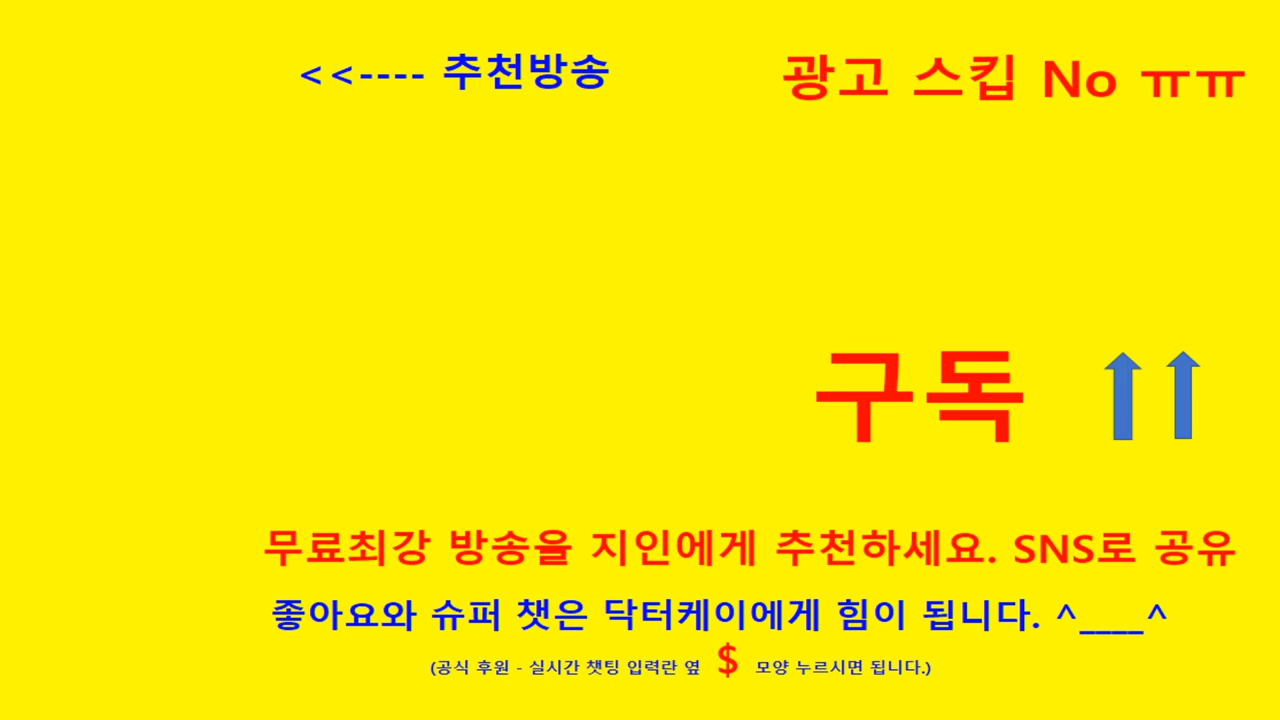 <<---- 추천방송
광고 스킵 No ㅠㅠ
구독
무료최강 방송을 지인에게 추천하세요. SNS로 공유
좋아요와 슈퍼 챗은 닥터케이에게 힘이 됩니다. ^____^
(공식 후원 - 실시간 챗팅 입력란 옆 $ 모양 누르시면 됩니다.)